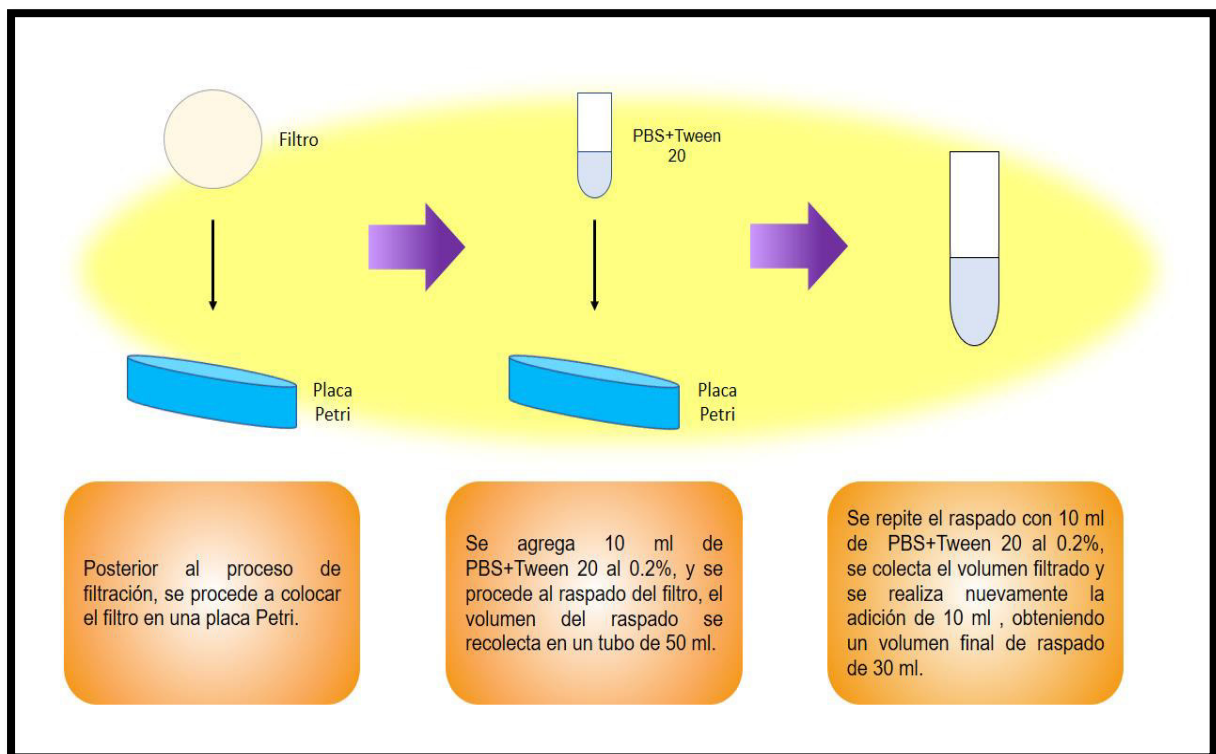 Filtro
PBS+Tween
20
Placa
Petri
Placa
Petri
Posterior al proceso de
filtración, se procede a colocar
el filtro en una placa Petri.
Se agrega 10 ml de
PBS+Tween 20 al 0.2%, y se
procede al raspado del filtro, el
volumen del raspado se
recolecta en un tubo de 50 ml.
Se repite el raspado con 10 ml
de PBS+Tween 20 al 0.2%,
se colecta el volumen filtrado y
se realiza nuevamente la
adición de 10 ml , obteniendo
un volumen final de raspado
de 30 ml.